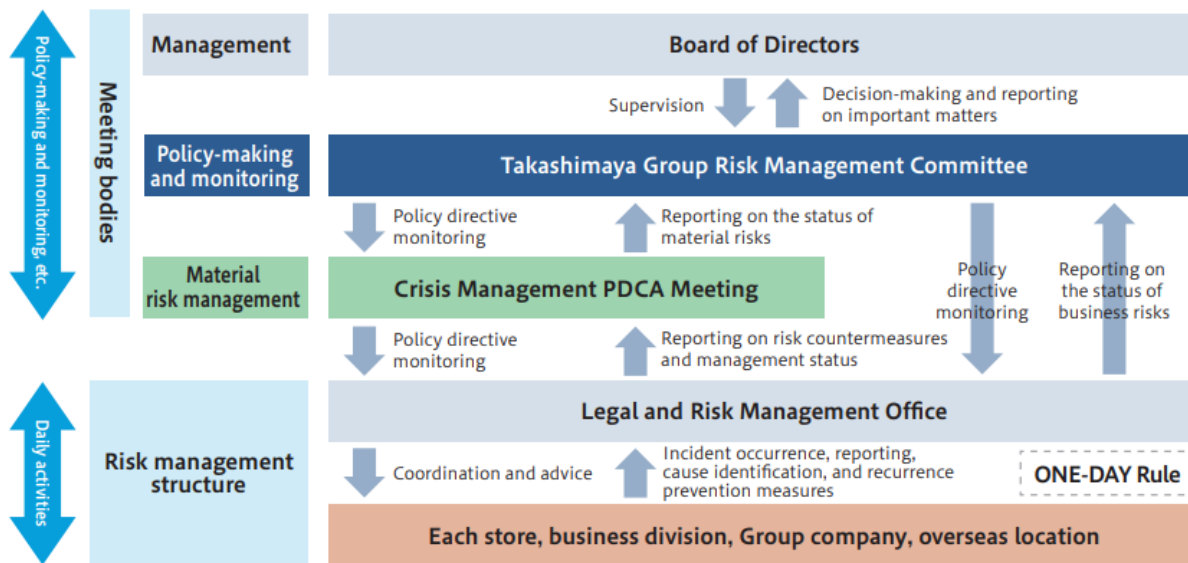 Policy-making and monitoring, etc.
Meeting bodies
Management
Board of Directors
Supervision
Decision-making and reporting
on important matters
Policy-making
and monitoring
Takashimaya Group Risk Management Committee
Policy directive
monitoring
Reporting on the status of
material risks
Policy
directive
monitoring
Reporting on
the status of
business risks
Material
risk management
Crisis Management PDCA Meeting
Policy directive
monitoring
Reporting on risk countermeasures
and management status
Daily activities
Risk management
structure
Legal and Risk Management Office
Coordination and advice
Incident occurrence, reporting,
cause identification, and recurrence
prevention measures
ONE-DAY Rule
Each store, business division, Group company, overseas location